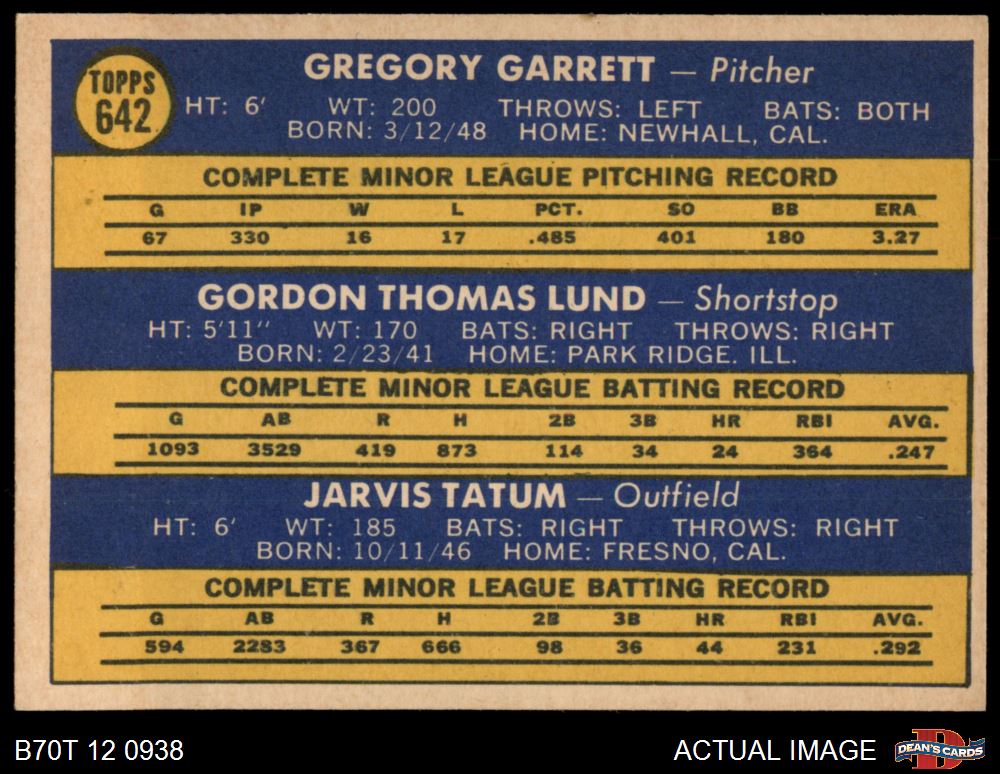 TOPPS
642
GREGORY GARRETT — Pitcher
HT: 6' WT: 200 THROWS: LEFT BATS: BOTH
BORN: 3/12/48 HOME: NEWHALL, CAL.
COMPLETE MINOR LEAGUE PITCHING RECORD
G IP W L PCT. SO BB ERA
67 330 16 17 .485 401 180 3.27
GORDON THOMAS LUND — Shortstop
HT: 5'11'' WT: 170 BATS: RIGHT THROWS: RIGHT
BORN: 2/23/41 HOME: PARK RIDGE. ILL.
COMPLETE MINOR LEAGUE BATTING RECORD
G AB R H 2B 3B HR RBI AVG.
1093 3529 419 873 114 34 24 364 .247
JARVIS TATUM — Outfield
HT: 6' WT: 185 BATS: RIGHT THROWS: RIGHT
BORN: 10/11/46 HOME: FRESNO, CAL.
COMPLETE MINOR LEAGUE BATTING RECORD
G AB R H 2B 3B HR RBI AVG.
594 2283 367 666 98 36 44 231 .292
B70T 12 0938 ACTUAL IMAGE DEAN'S CARDS